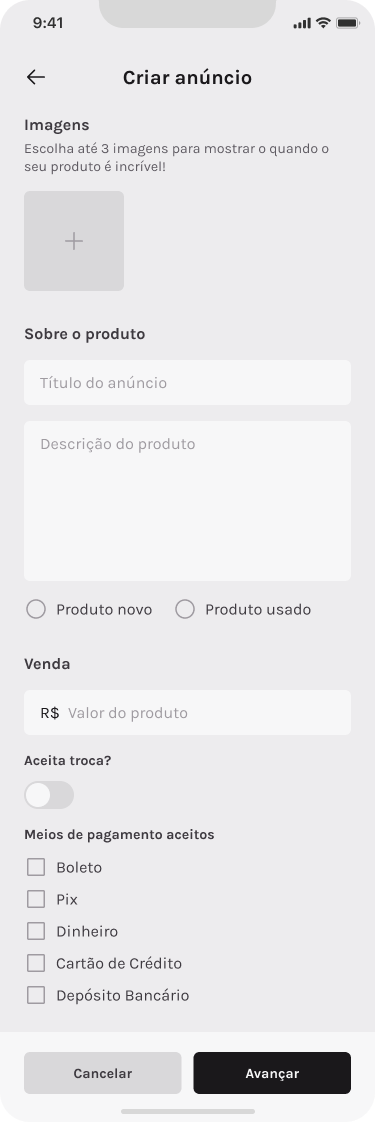 9:41
Criar anúncio
Imagens
Escolha até 3 imagens para mostrar o quando o
seu produto é incrível!
Sobre o produto
Título do anúncio
Descrição do produto
Produto novo
Produto usado
Venda
R$ Valor do produto
Aceita troca?
Meios de pagamento aceitos
Boleto
Pix
Dinheiro
Cartão de Crédito
Depósito Bancário
Cancelar
Avançar